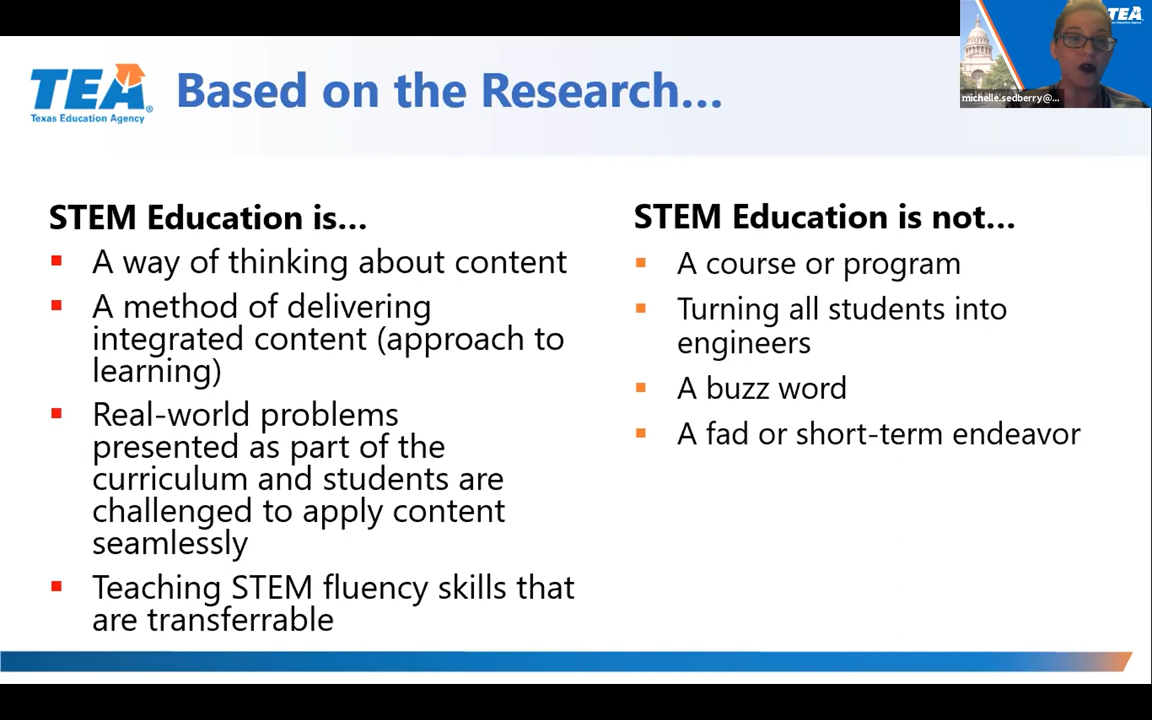 TEA
Texas Education Agency
Based on the Research...
TEA
michelle.sedberry@...
STEM Education is...
A way of thinking about content
A method of delivering
integrated content (approach to
learning)
Real-world problems
presented as part of the
curriculum and students are
challenged to apply content
seamlessly
Teaching STEM fluency skills that
are transferrable
STEM Education is not...
A course or program
Turning all students into
engineers
A buzz word
A fad or short-term endeavor